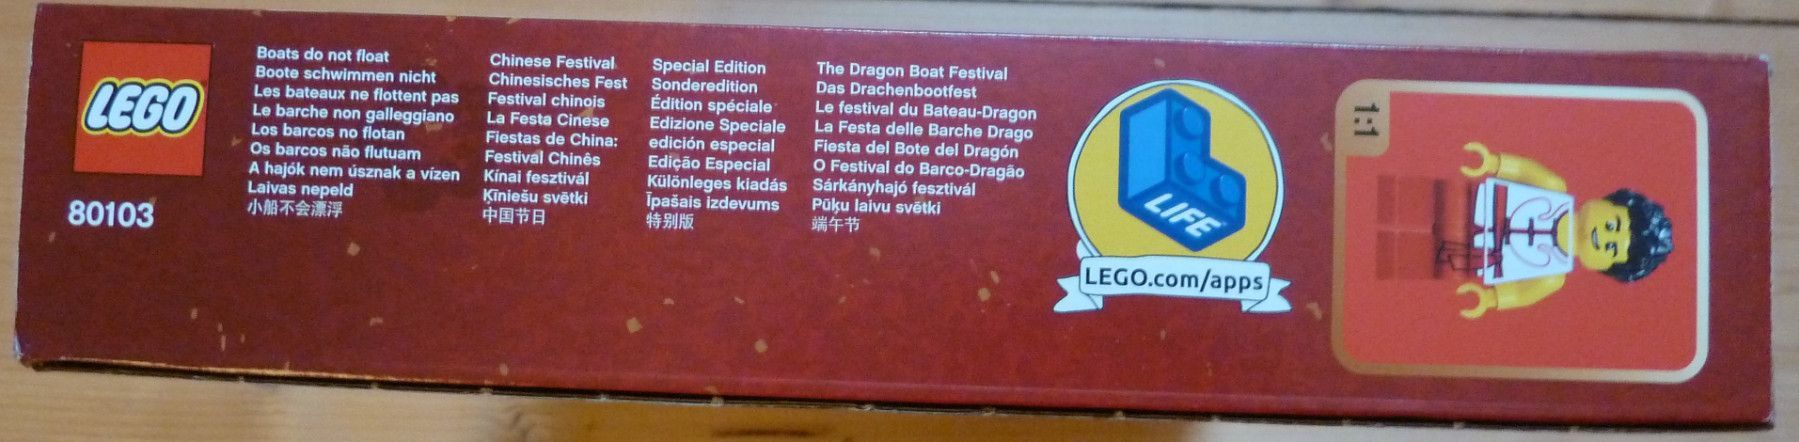 LEGO
80103
Boats do not float
Boote schwimmen nicht
Les bateaux ne flottent pas
Le barche non galleggiano
Los barcos no flotan
Os barcos não flutuam
A hajók nem úsznak a vízen
Laivas nepeld
小船不会漂浮
Chinese Festival
Chinesisches Fest
Festival chinois
La Festa Cinese
Fiestas de China:
Festival Chinês
Kínai fesztivál
Ķīniešu svētki
中国节日
Special Edition
Sonderedition
Édition spéciale
Edizione Speciale
edición especial
Edição Especial
Különleges kiadás
Īpašais izdevums
特别版
The Dragon Boat Festival
Das Drachenbootfest
Le festival du Bateau-Dragon
La Festa delle Barche Drago
Fiesta del Bote del Dragón
O Festival do Barco-Dragão
Sárkányhajó fesztivál
Pūķu laivu svētki
端午节
LIFE
LEGO.com/apps
1:1